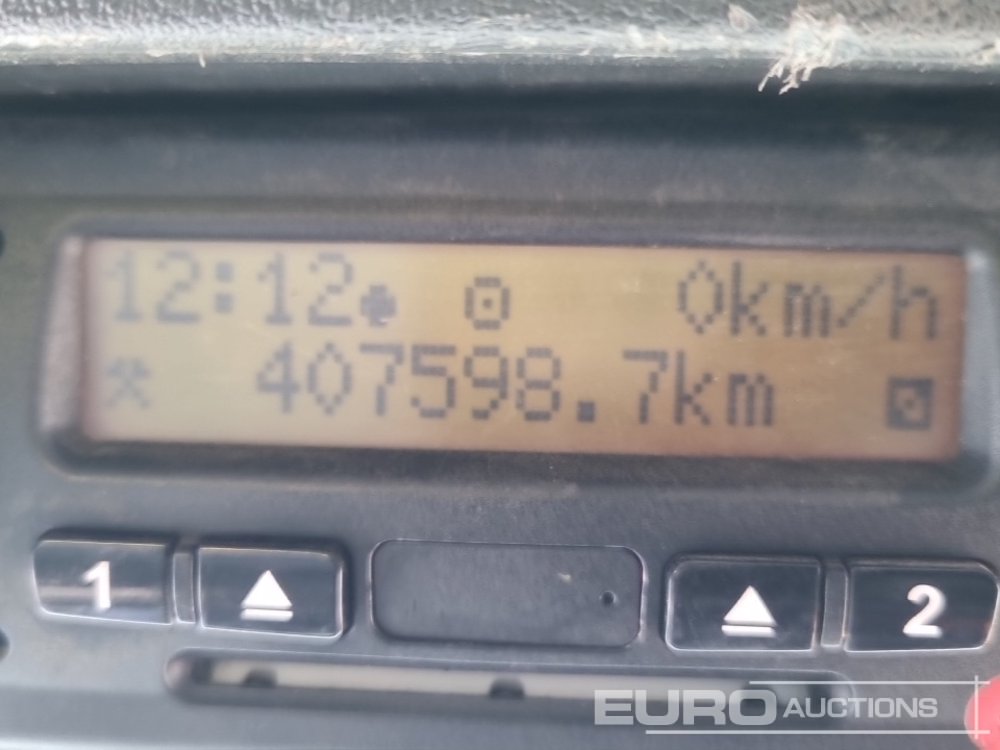 12:12 0km/h
407598.7km
1 2
EURO AUCTIONS